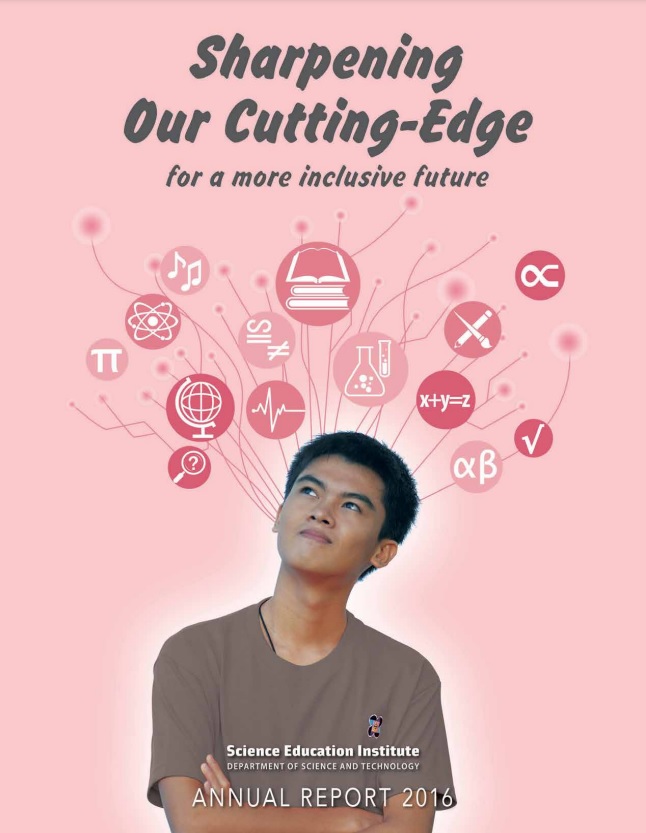 Sharpening
Our Cutting-Edge
for a more inclusive future
∝
≅
≠
π
x+y=z
√
αβ
?
Science Education Institute
DEPARTMENT OF SCIENCE AND TECHNOLOGY
ANNUAL REPORT 2016